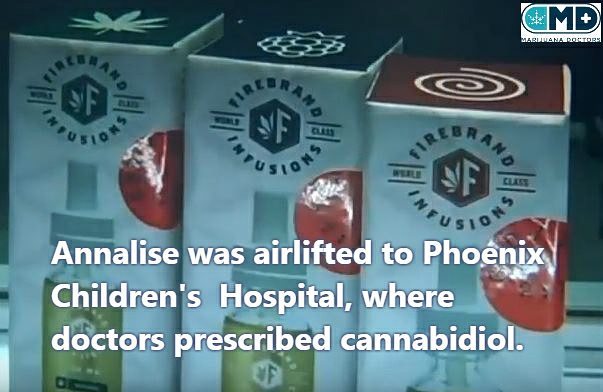 DMD
MARIJUANA DOCTORS
FIREBRAND
WORLD CLASS
F
INFUSIONS
FIREBRAND
WORLD CLASS
F
INFUSIONS
FIREBRAND
WORLD CLASS
F
INFUSIONS
Annalise was airlifted to Phoenix
Children's Hospital, where
doctors prescribed cannabidiol.